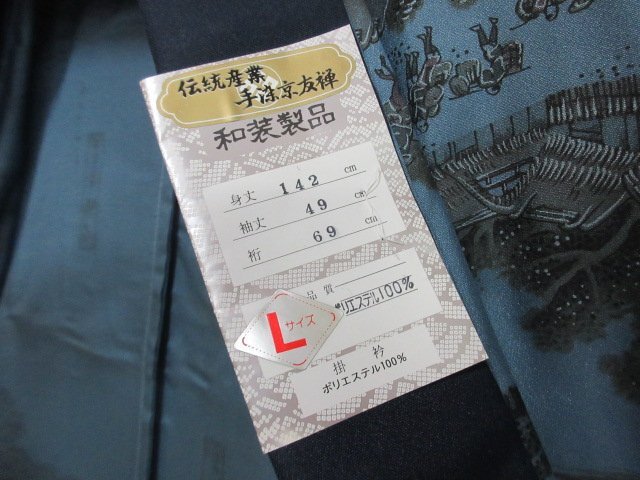 伝統産業
手染京友禅
和装製品
身丈 142 cm
袖丈 49 cm
裄 69 cm
品質
ポリエステル100%
Lサイズ
掛衿
ポリエステル100%